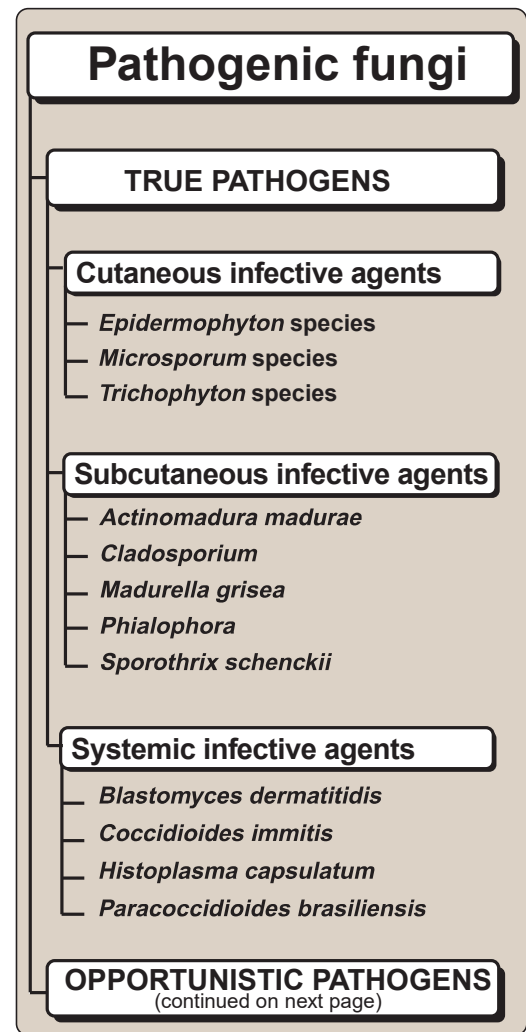 Pathogenic fungi
TRUE PATHOGENS
Cutaneous infective agents
Epidermophyton species
Microsporum species
Trichophyton species
Subcutaneous infective agents
Actinomadura madurae
Cladosporium
Madurella grisea
Phialophora
Sporothrix schenckii
Systemic infective agents
Blastomyces dermatitidis
Coccidioides immitis
Histoplasma capsulatum
Paracoccidioides brasiliensis
OPPORTUNISTIC PATHOGENS
(continued on next page)